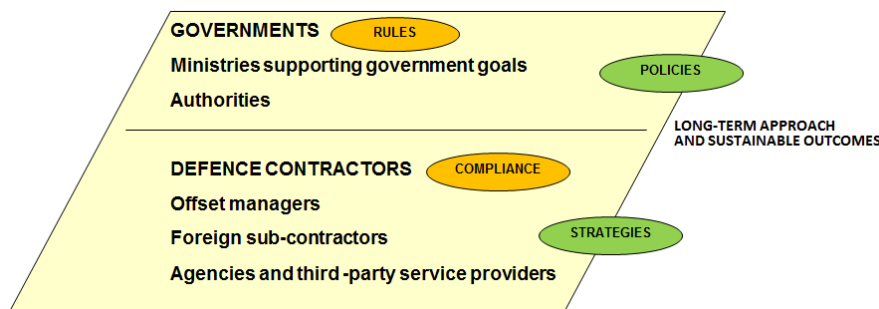 GOVERNMENTS
RULES
Ministries supporting government goals
POLICIES
Authorities
LONG-TERM APPROACH
AND SUSTAINABLE OUTCOMES
DEFENCE CONTRACTORS
COMPLIANCE
Offset managers
Foreign sub-contractors
STRATEGIES
Agencies and third -party service providers